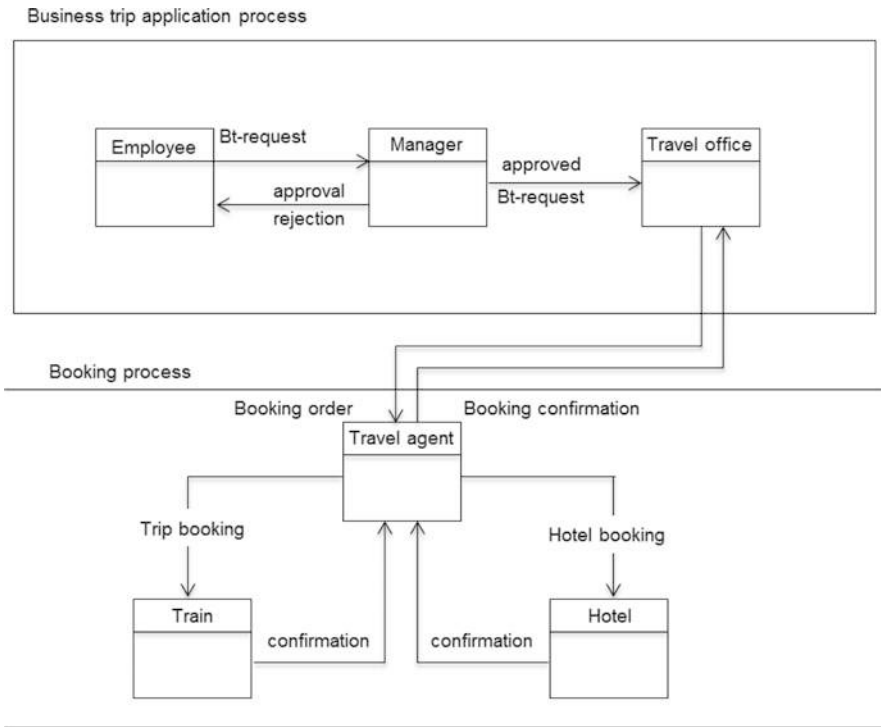 Business trip application process
Employee
Bt-request
Manager
approved
Travel office
approval
rejection
Bt-request
Booking process
Booking order
Booking confirmation
Travel agent
Trip booking
Hotel booking
Train
confirmation
confirmation
Hotel